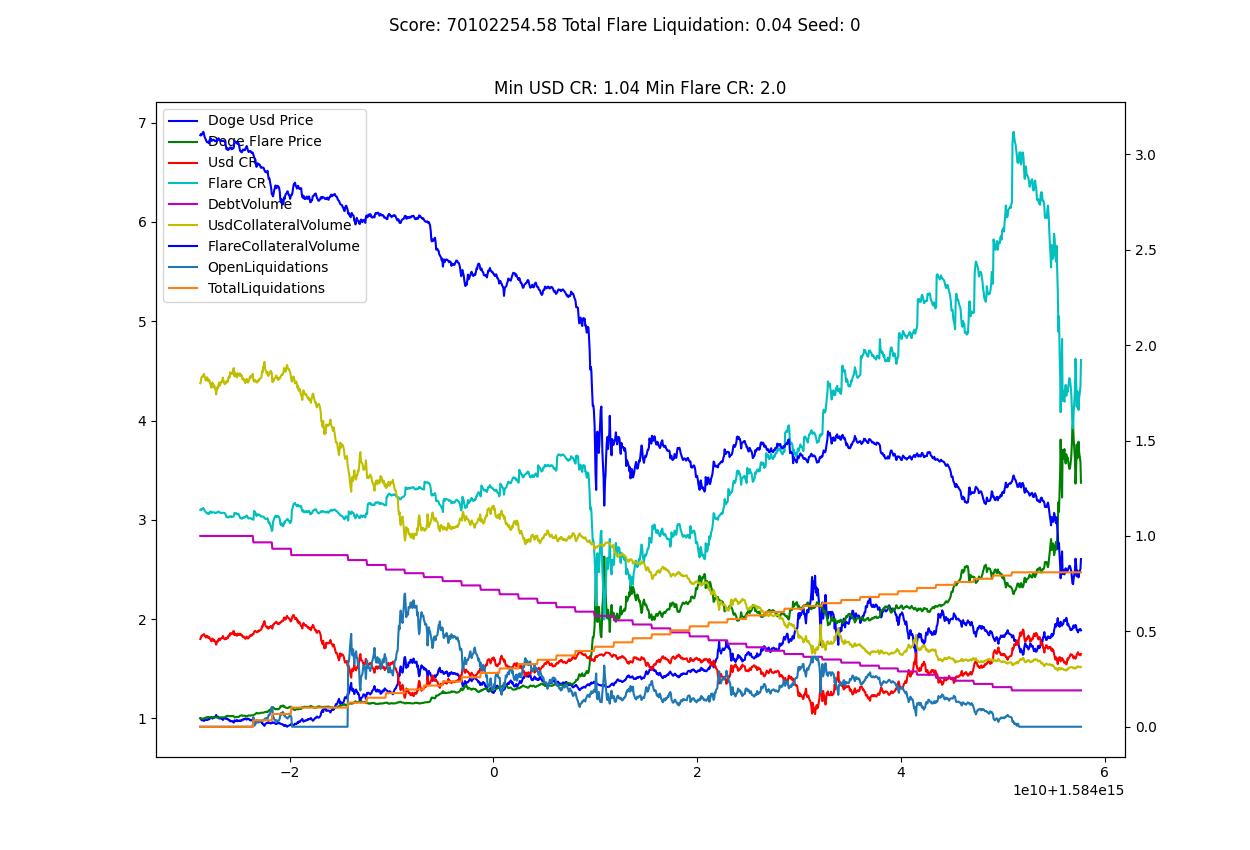 Score: 70102254.58 Total Flare Liquidation: 0.04 Seed: 0
Min USD CR: 1.04 Min Flare CR: 2.0
Doge Usd Price
Doge Flare Price
Usd CR
Flare CR
DebtVolume
UsdCollateralVolume
FlareCollateralVolume
OpenLiquidations
TotalLiquidations
7
6
5
4
3
2
1
3.0
2.5
2.0
1.5
1.0
0.5
0.0
−2
0
2
4
6
1e10+1.584e15